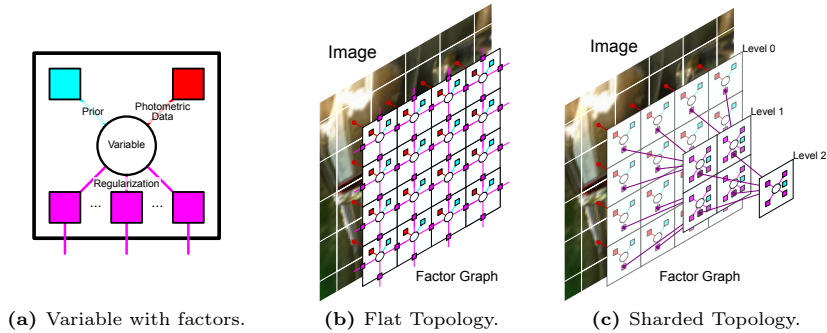 Prior
Photometric
Data
Variable
Regularization
...
...
Image
Factor Graph
Image
Level 0
Level 1
Level 2
Factor Graph
(a) Variable with factors.
(b) Flat Topology.
(c) Sharded Topology.